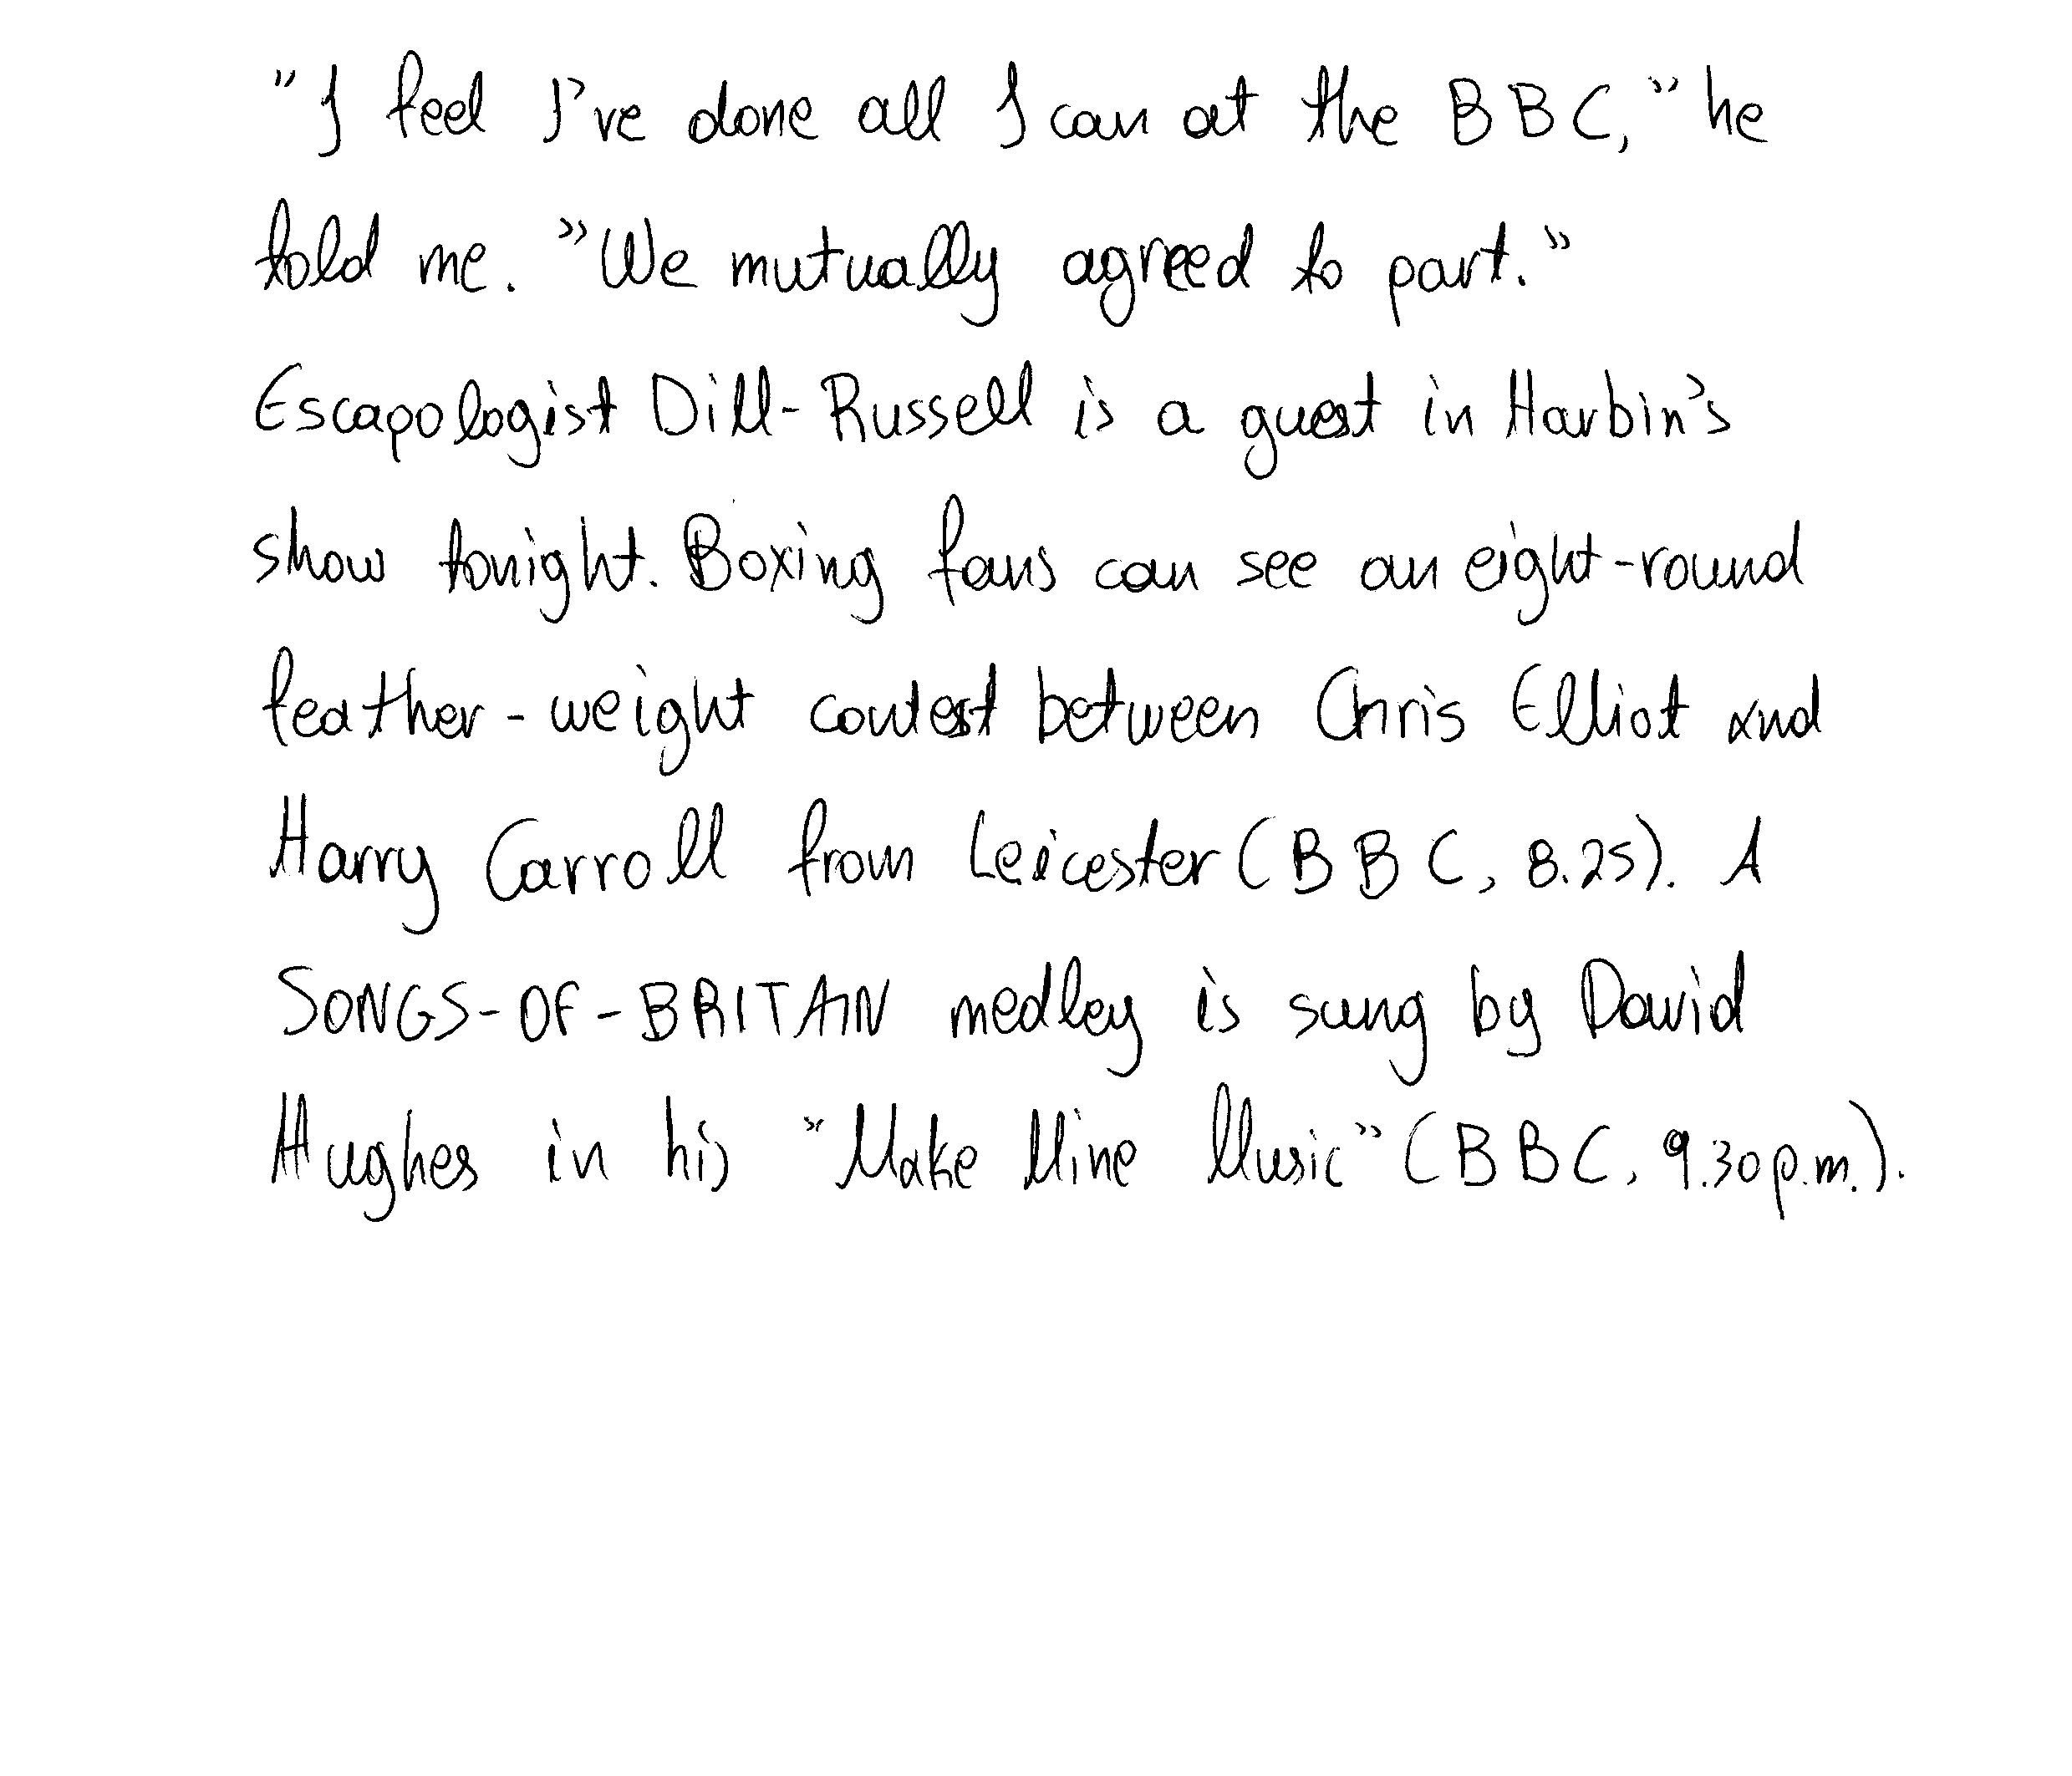 "I feel I've done all I can at the B B C," he
told me. "We mutually agreed to part."
Escapologist Dill-Russell is a guest in Harbin's
show tonight. Boxing fans can see an eight-round
feather-weight contest between Chris Elliot and
Harry Carroll from Leicester (B B C, 8.25). A
SONGS-OF-BRITAIN medley is sung by David
Hughes in his "Make Mine Music" (B B C, 9.30 p.m.).